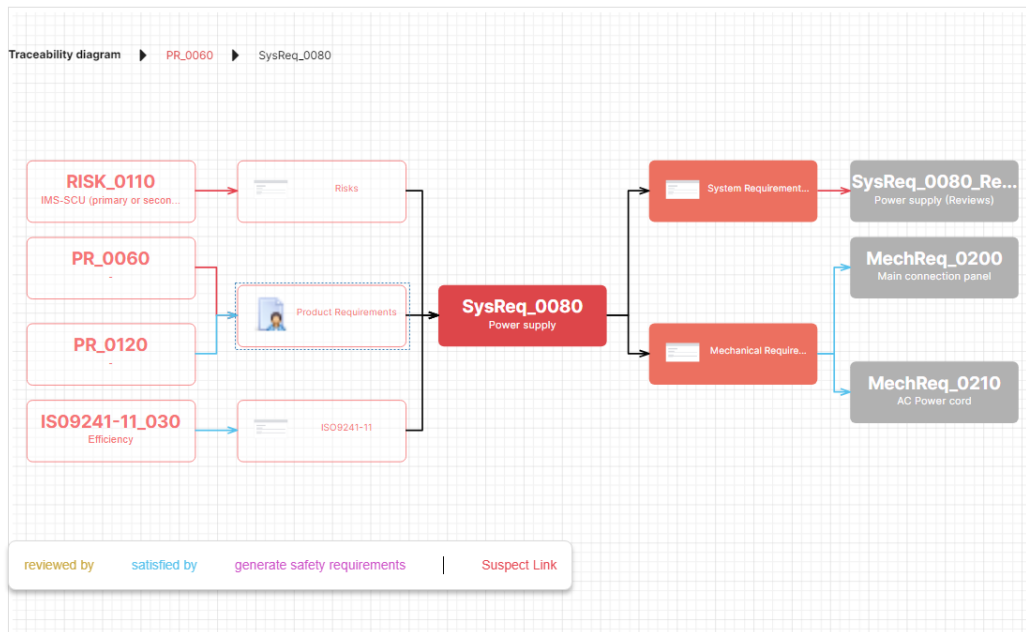 Traceability diagram PR_0060 SysReq_0080
RISK_0110
IMS-SCU (primary or secon...
Risks
PR_0060
-
Product Requirements
PR_0120
-
IS09241-11_030
Efficiency
ISO9241-11
SysReq_0080
Power supply
System Requirement...
SysReq_0080_Re...
Power supply (Reviews)
Mechanical Require...
MechReq_0200
Main connection panel
MechReq_0210
AC Power cord
reviewed by satisfied by generate safety requirements Suspect Link